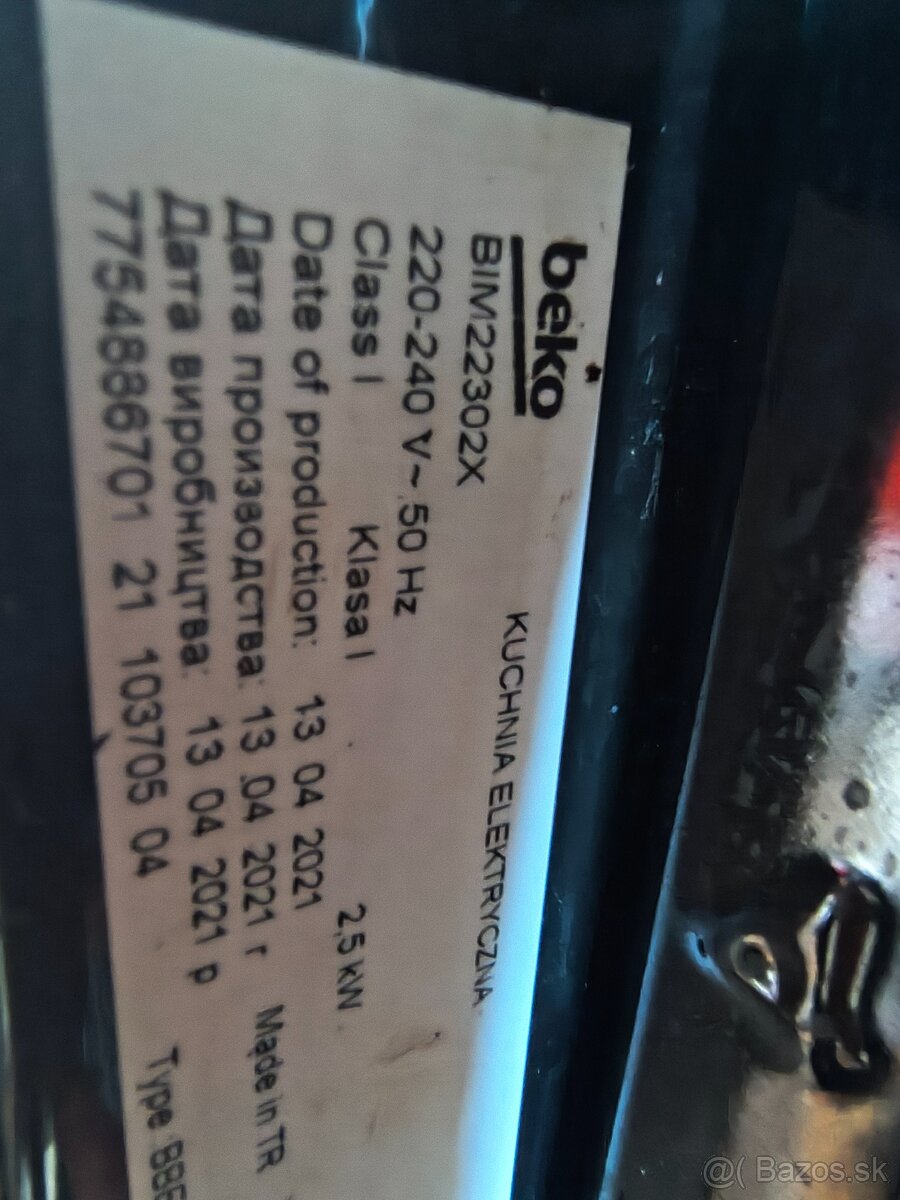 beko
BIM22302X KUCHNIA ELEKTRYCZNA
220-240 V~ 50 Hz
Class I Klasa I 2,5 kW
Date of production: 13 04 2021
Дата производства: 13 04 2021 г Made in TR
Дата виробництва: 13 04 2021 р
7754886701 21 103705 04 Type
@( Bazos.sk